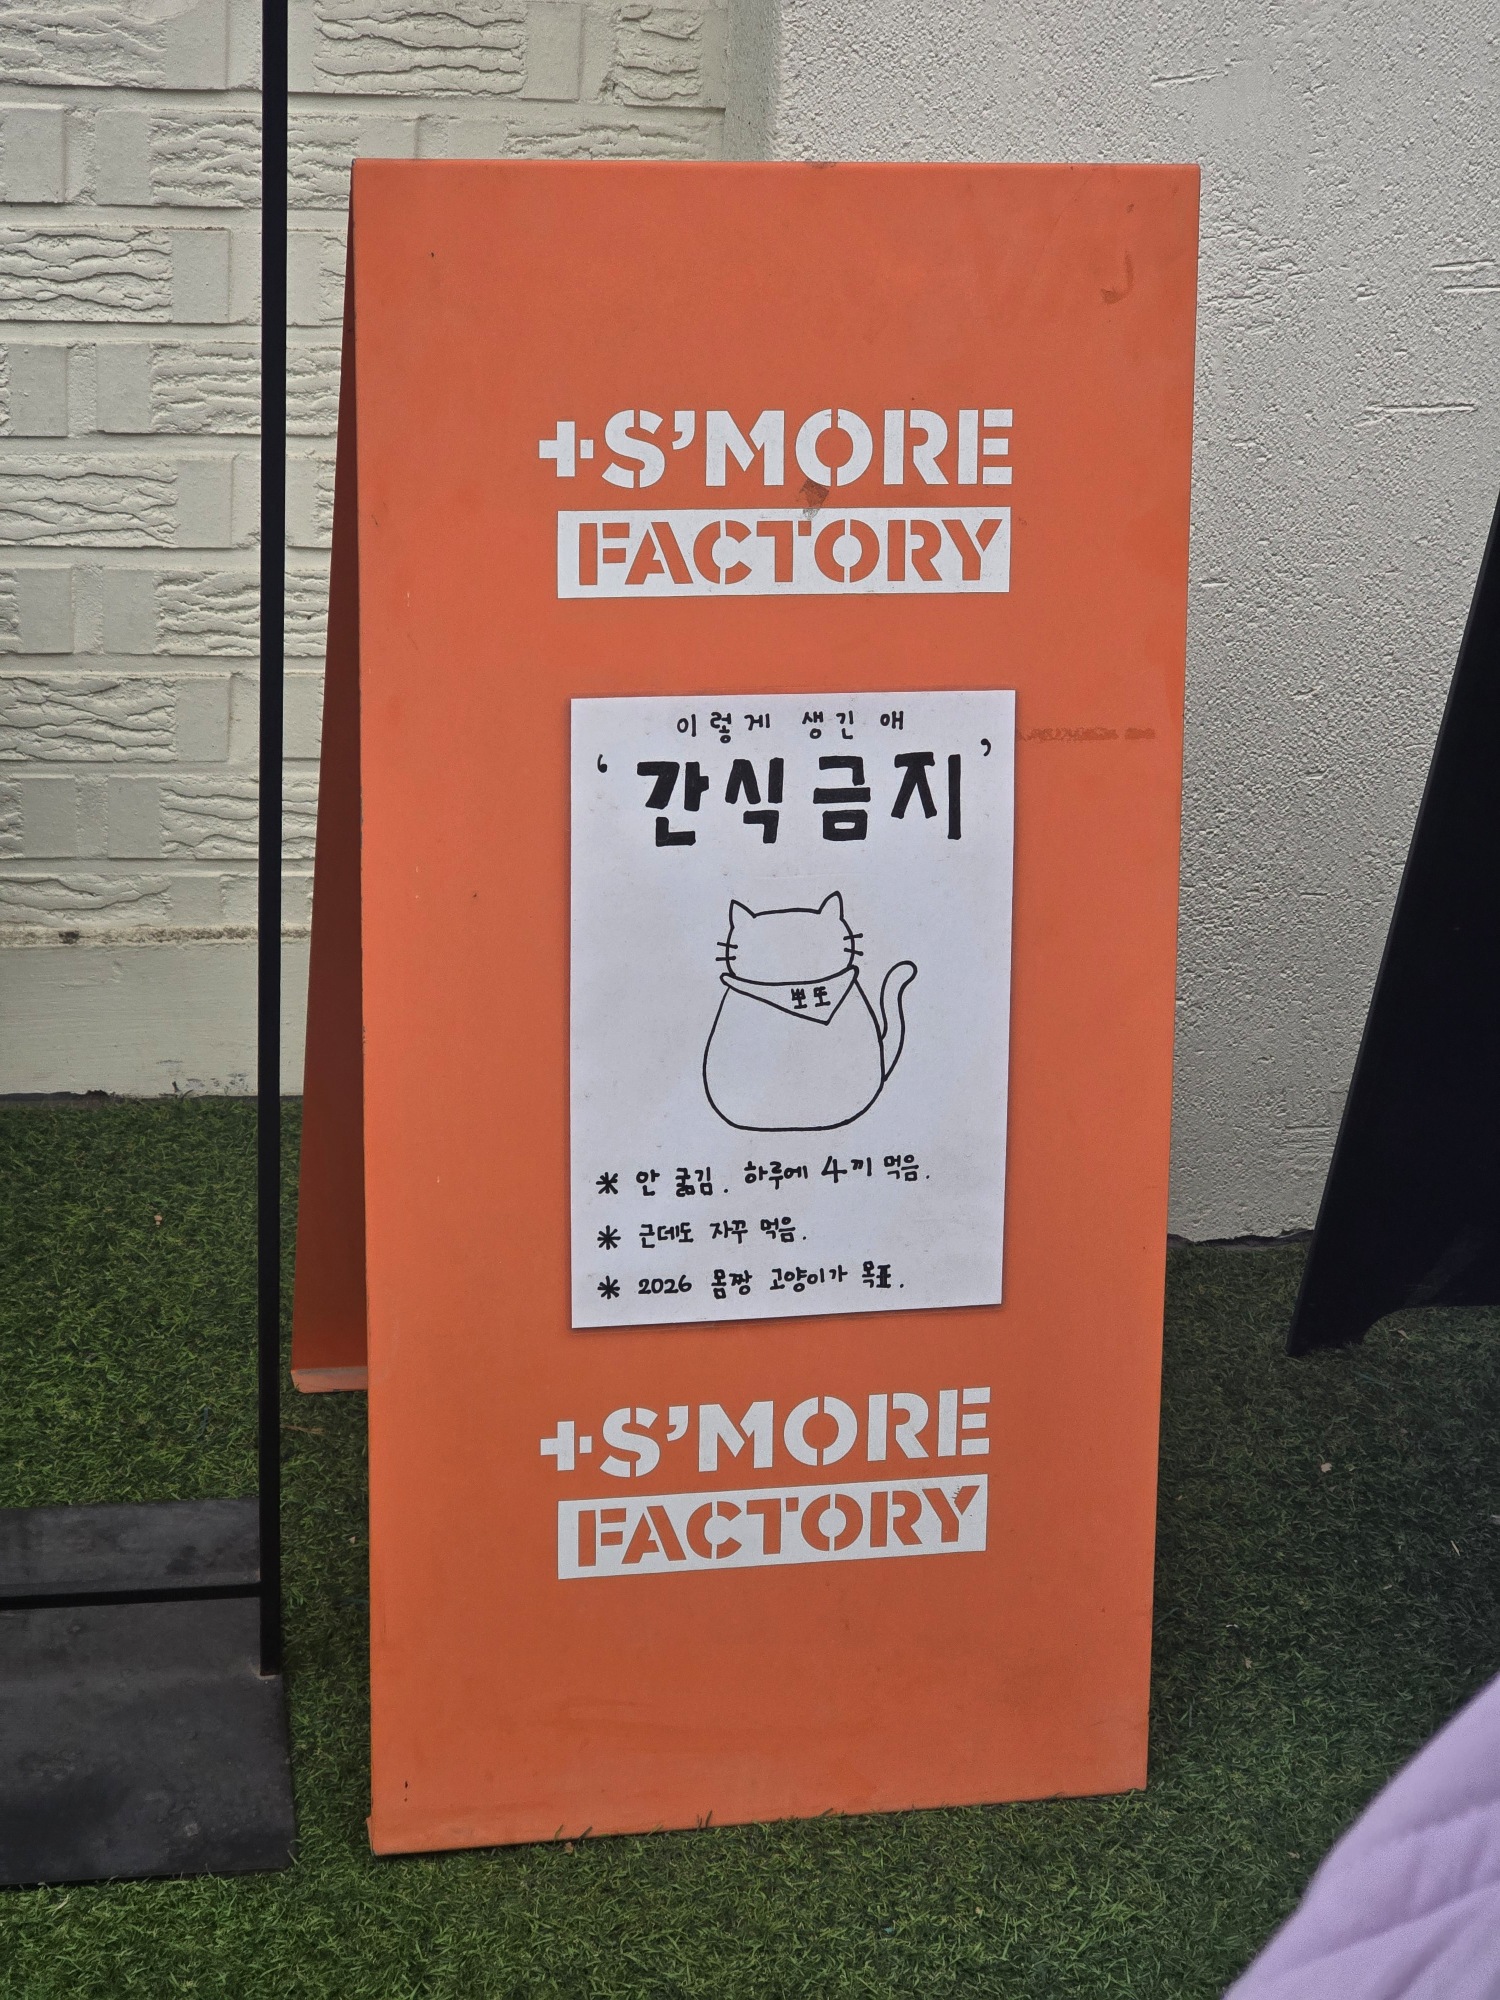 +S'MORE
FACTORY
이렇게 생긴 애
'간식금지'
뽀또
* 안 굶김. 하루에 4끼 먹음.
* 근데도 자꾸 먹음.
* 2026 몸짱 고양이가 목표.
+S'MORE
FACTORY